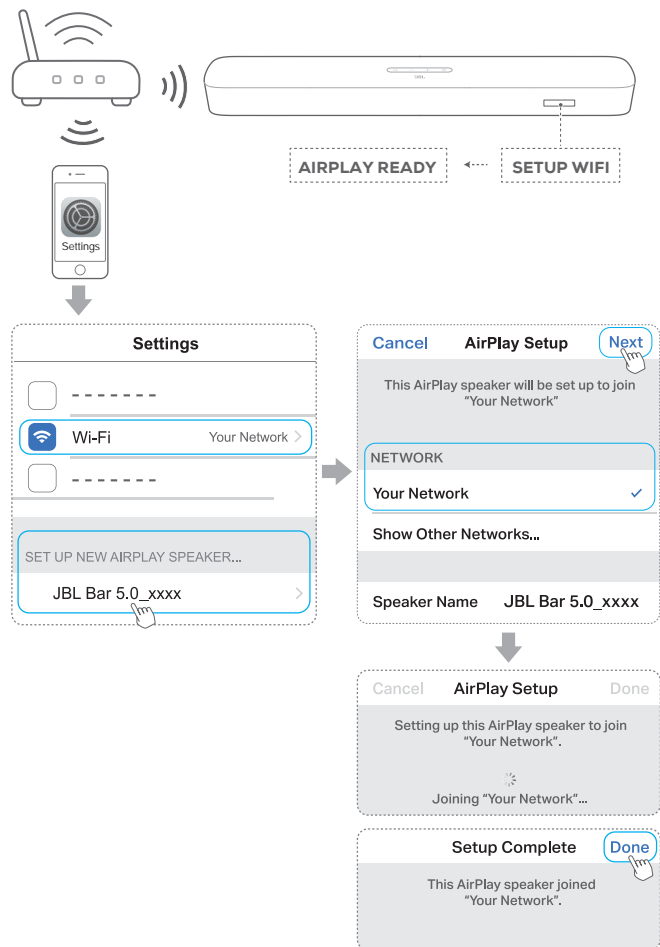 JBL
AIRPLAY READY
SETUP WIFI
Settings
Settings
Wi-Fi Your Network
SET UP NEW AIRPLAY SPEAKER...
JBL Bar 5.0_xxxx
Cancel AirPlay Setup Next
This AirPlay speaker will be set up to join
“Your Network”
NETWORK
Your Network
Show Other Networks...
Speaker Name JBL Bar 5.0_xxxx
Cancel AirPlay Setup Done
Setting up this AirPlay speaker to join
“Your Network”.
Joining “Your Network”...
Setup Complete Done
This AirPlay speaker joined
“Your Network”.